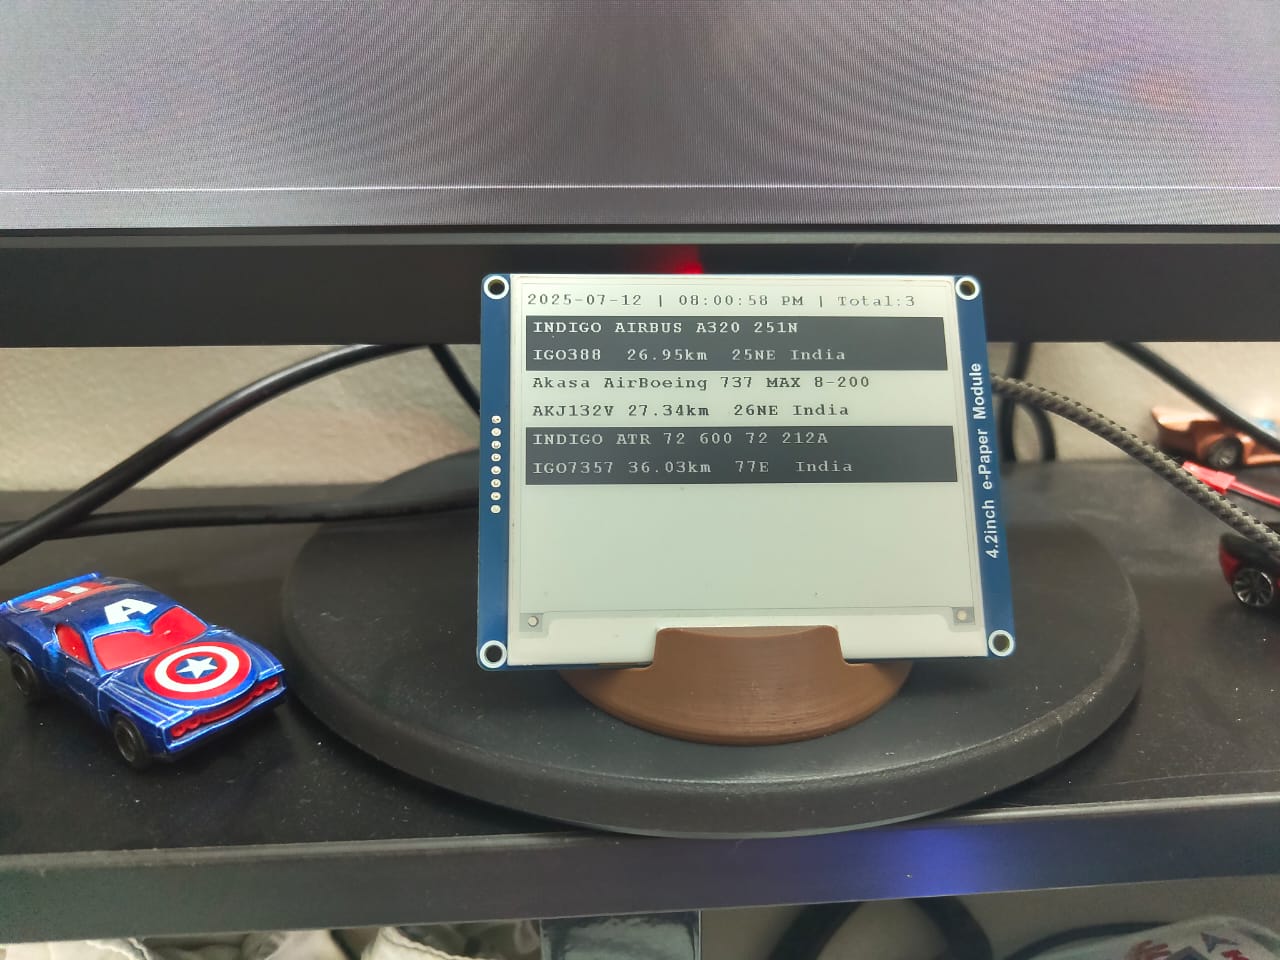 2025-07-12 | 08:00:58 PM | Total:3
INDIGO AIRBUS A320 251N
IGO388 26.95km 25NE India
Akasa AirBoeing 737 MAX 8-200
AKJ132V 27.34km 26NE India
INDIGO ATR 72 600 72 212A
IGO7357 36.03km 77E India
4.2inch e-Paper Module
A